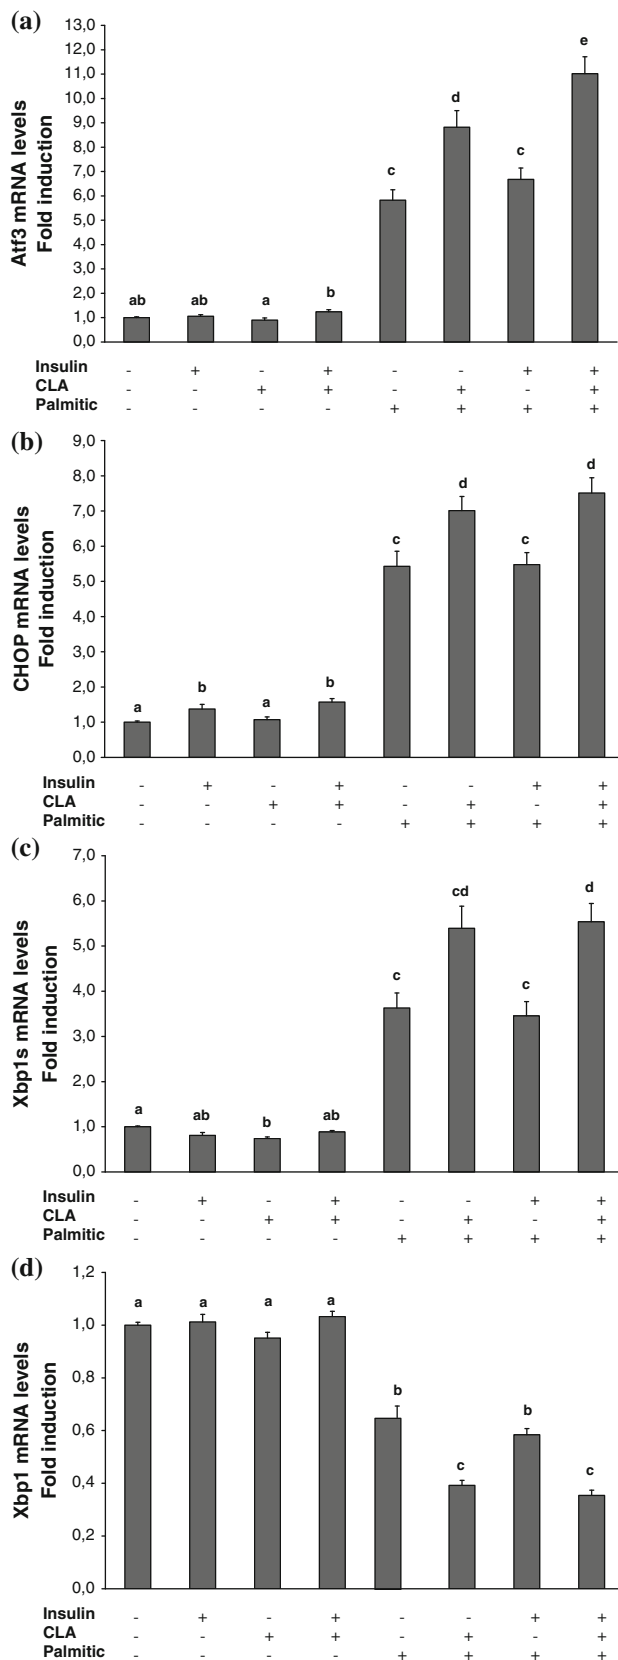 (a)
Atf3 mRNA levels
Fold induction
13,0
12,0
11,0
10,0
9,0
8,0
7,0
6,0
5,0
4,0
3,0
2,0
1,0
0,0
ab ab a b c d c e
Insulin - + - + - - + +
CLA - - + + - + - +
Palmitic - - - - + + + +
(b)
CHOP mRNA levels
Fold induction
9,0
8,0
7,0
6,0
5,0
4,0
3,0
2,0
1,0
0,0
a b a b c d c d
Insulin - + - + - - + +
CLA - - + + - + - +
Palmitic - - - - + + + +
(c)
Xbp1s mRNA levels
Fold induction
7,0
6,0
5,0
4,0
3,0
2,0
1,0
0,0
a ab b ab c cd c d
Insulin - + - + - - + +
CLA - - + + - + - +
Palmitic - - - - + + + +
(d)
Xbp1 mRNA levels
Fold induction
1,2
1,0
0,8
0,6
0,4
0,2
0,0
a a a a b c b c
Insulin - + - + - - + +
CLA - - + + - + - +
Palmitic - - - - + + + +